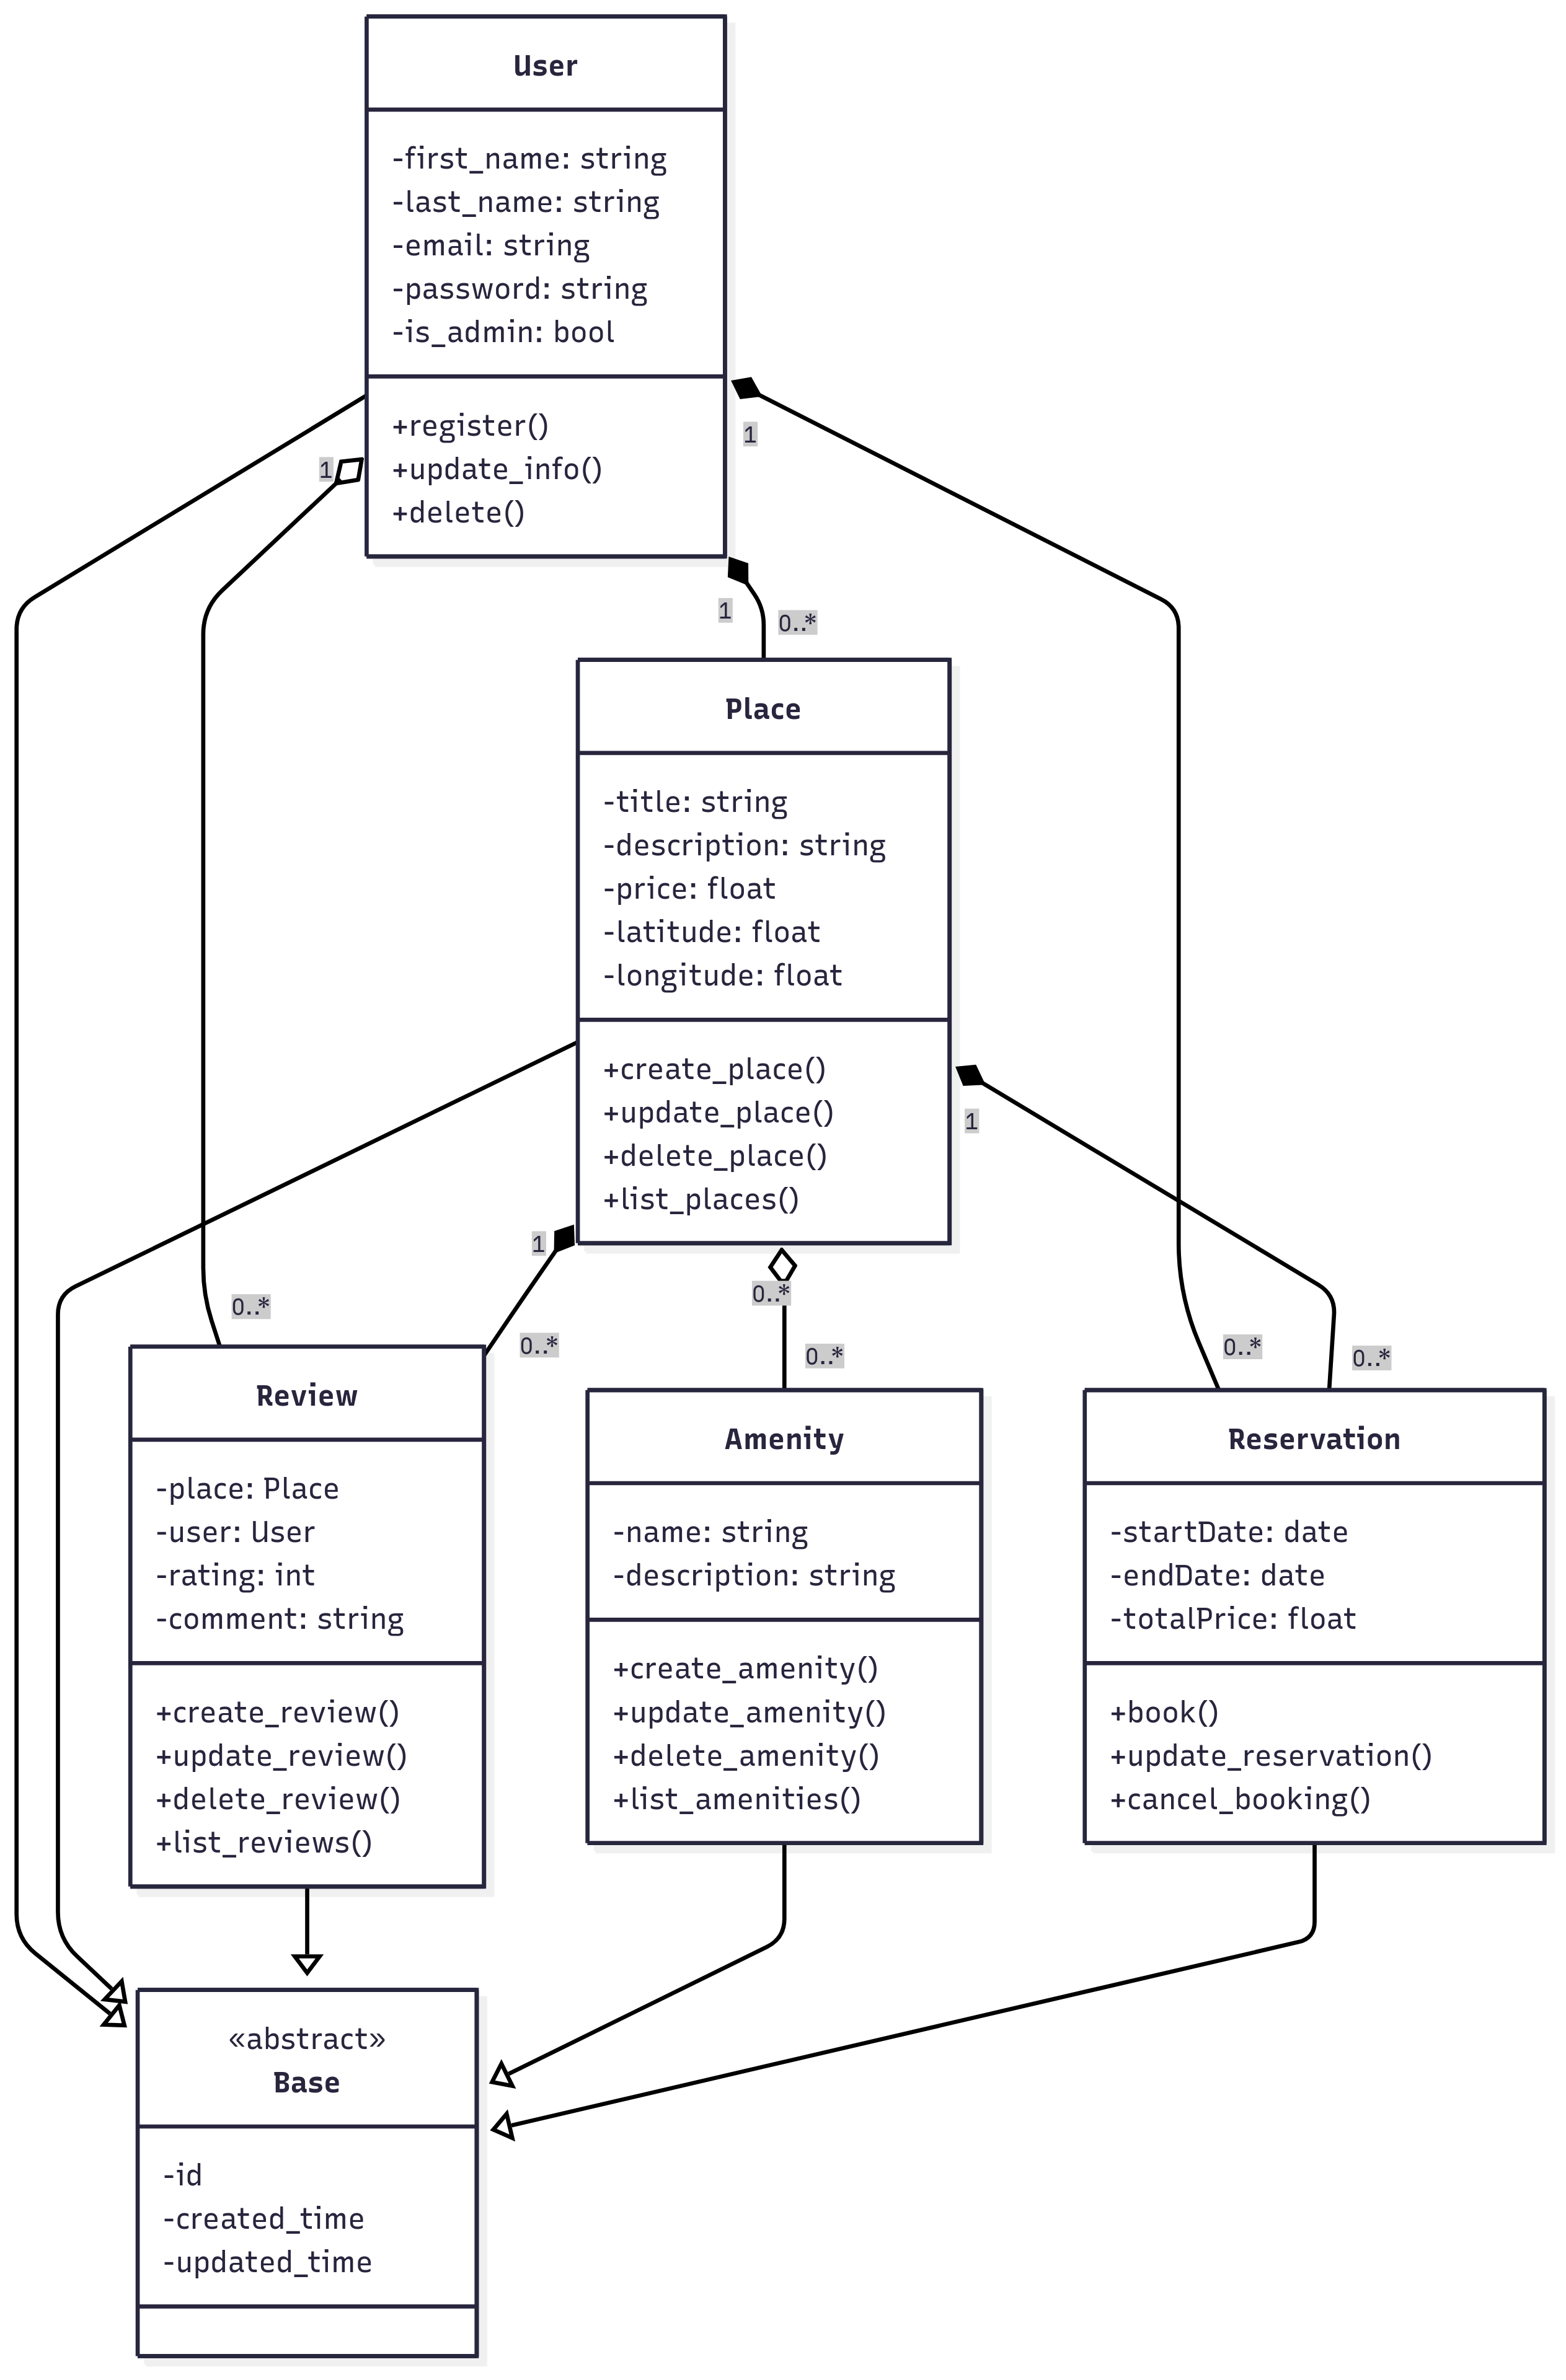 User
-first_name: string
-last_name: string
-email: string
-password: string
-is_admin: bool
+register()
+update_info()
+delete()
1
1
1
0..*
Place
-title: string
-description: string
-price: float
-latitude: float
-longitude: float
+create_place()
+update_place()
+delete_place()
+list_places()
1
1
0..*
0..*
0..*
0..*
0..*
0..*
Review
-place: Place
-user: User
-rating: int
-comment: string
+create_review()
+update_review()
+delete_review()
+list_reviews()
Amenity
-name: string
-description: string
+create_amenity()
+update_amenity()
+delete_amenity()
+list_amenities()
Reservation
-startDate: date
-endDate: date
-totalPrice: float
+book()
+update_reservation()
+cancel_booking()
«abstract»
Base
-id
-created_time
-updated_time